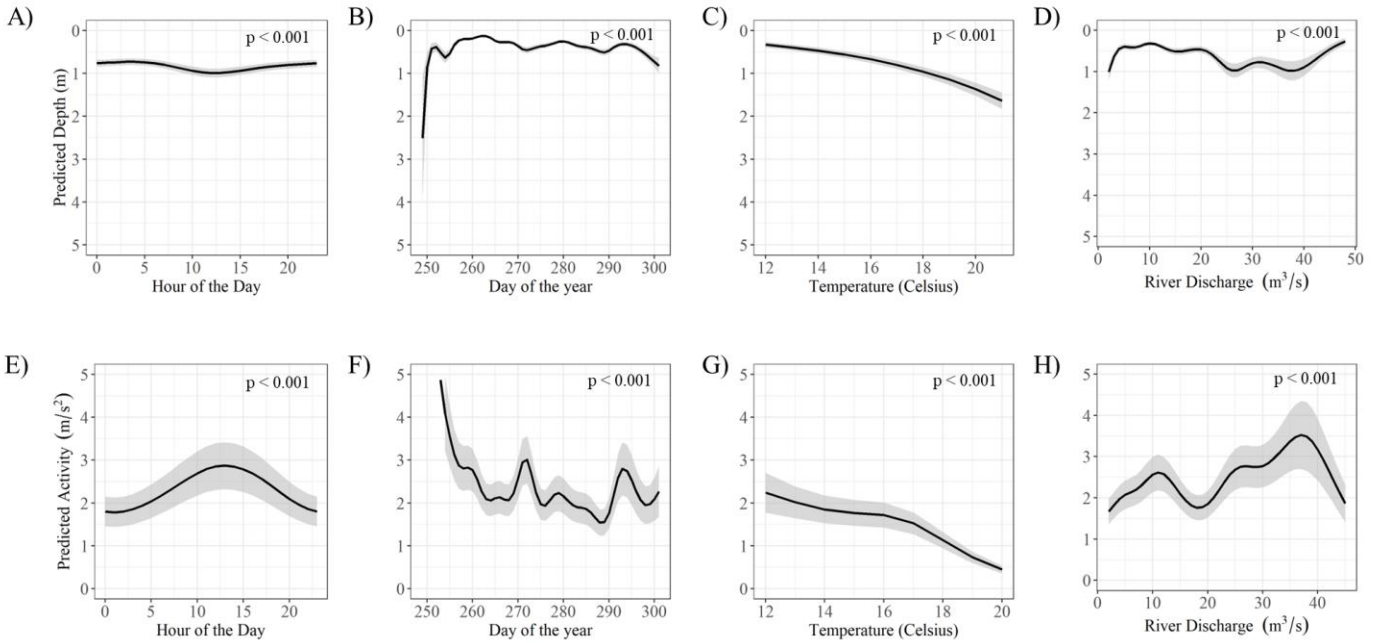 A)
B)
C)
D)
p < 0.001
p < 0.001
p < 0.001
p < 0.001
Predicted Depth (m)
0
1
2
3
4
5
0
1
2
3
4
5
0
1
2
3
4
5
0
1
2
3
4
5
0 5 10 15 20
250 260 270 280 290 300
12 14 16 18 20
0 10 20 30 40 50
Hour of the Day
Day of the year
Temperature (Celsius)
River Discharge (m³/s)
E)
F)
G)
H)
p < 0.001
p < 0.001
p < 0.001
p < 0.001
Predicted Activity (m/s²)
5
4
3
2
1
0
5
4
3
2
1
0
5
4
3
2
1
0
5
4
3
2
1
0
0 5 10 15 20
250 260 270 280 290 300
12 14 16 18 20
0 10 20 30 40
Hour of the Day
Day of the year
Temperature (Celsius)
River Discharge (m³/s)